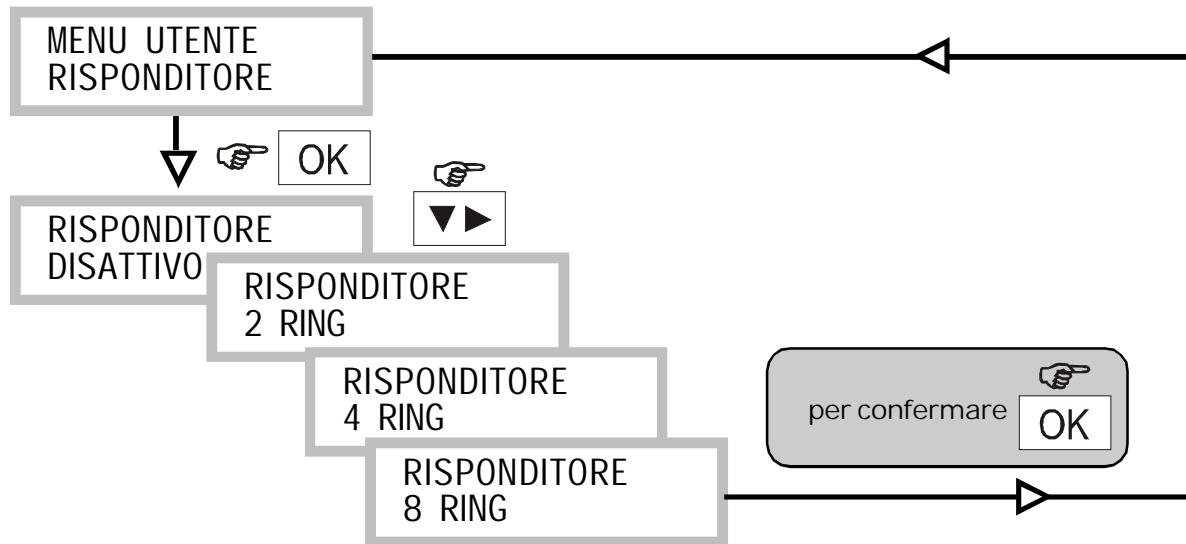 MENU UTENTE
RISPONDITORE
OK
RISPONDITORE
DISATTIVO
RISPONDITORE
2 RING
RISPONDITORE
4 RING
RISPONDITORE
8 RING
per confermare
OK